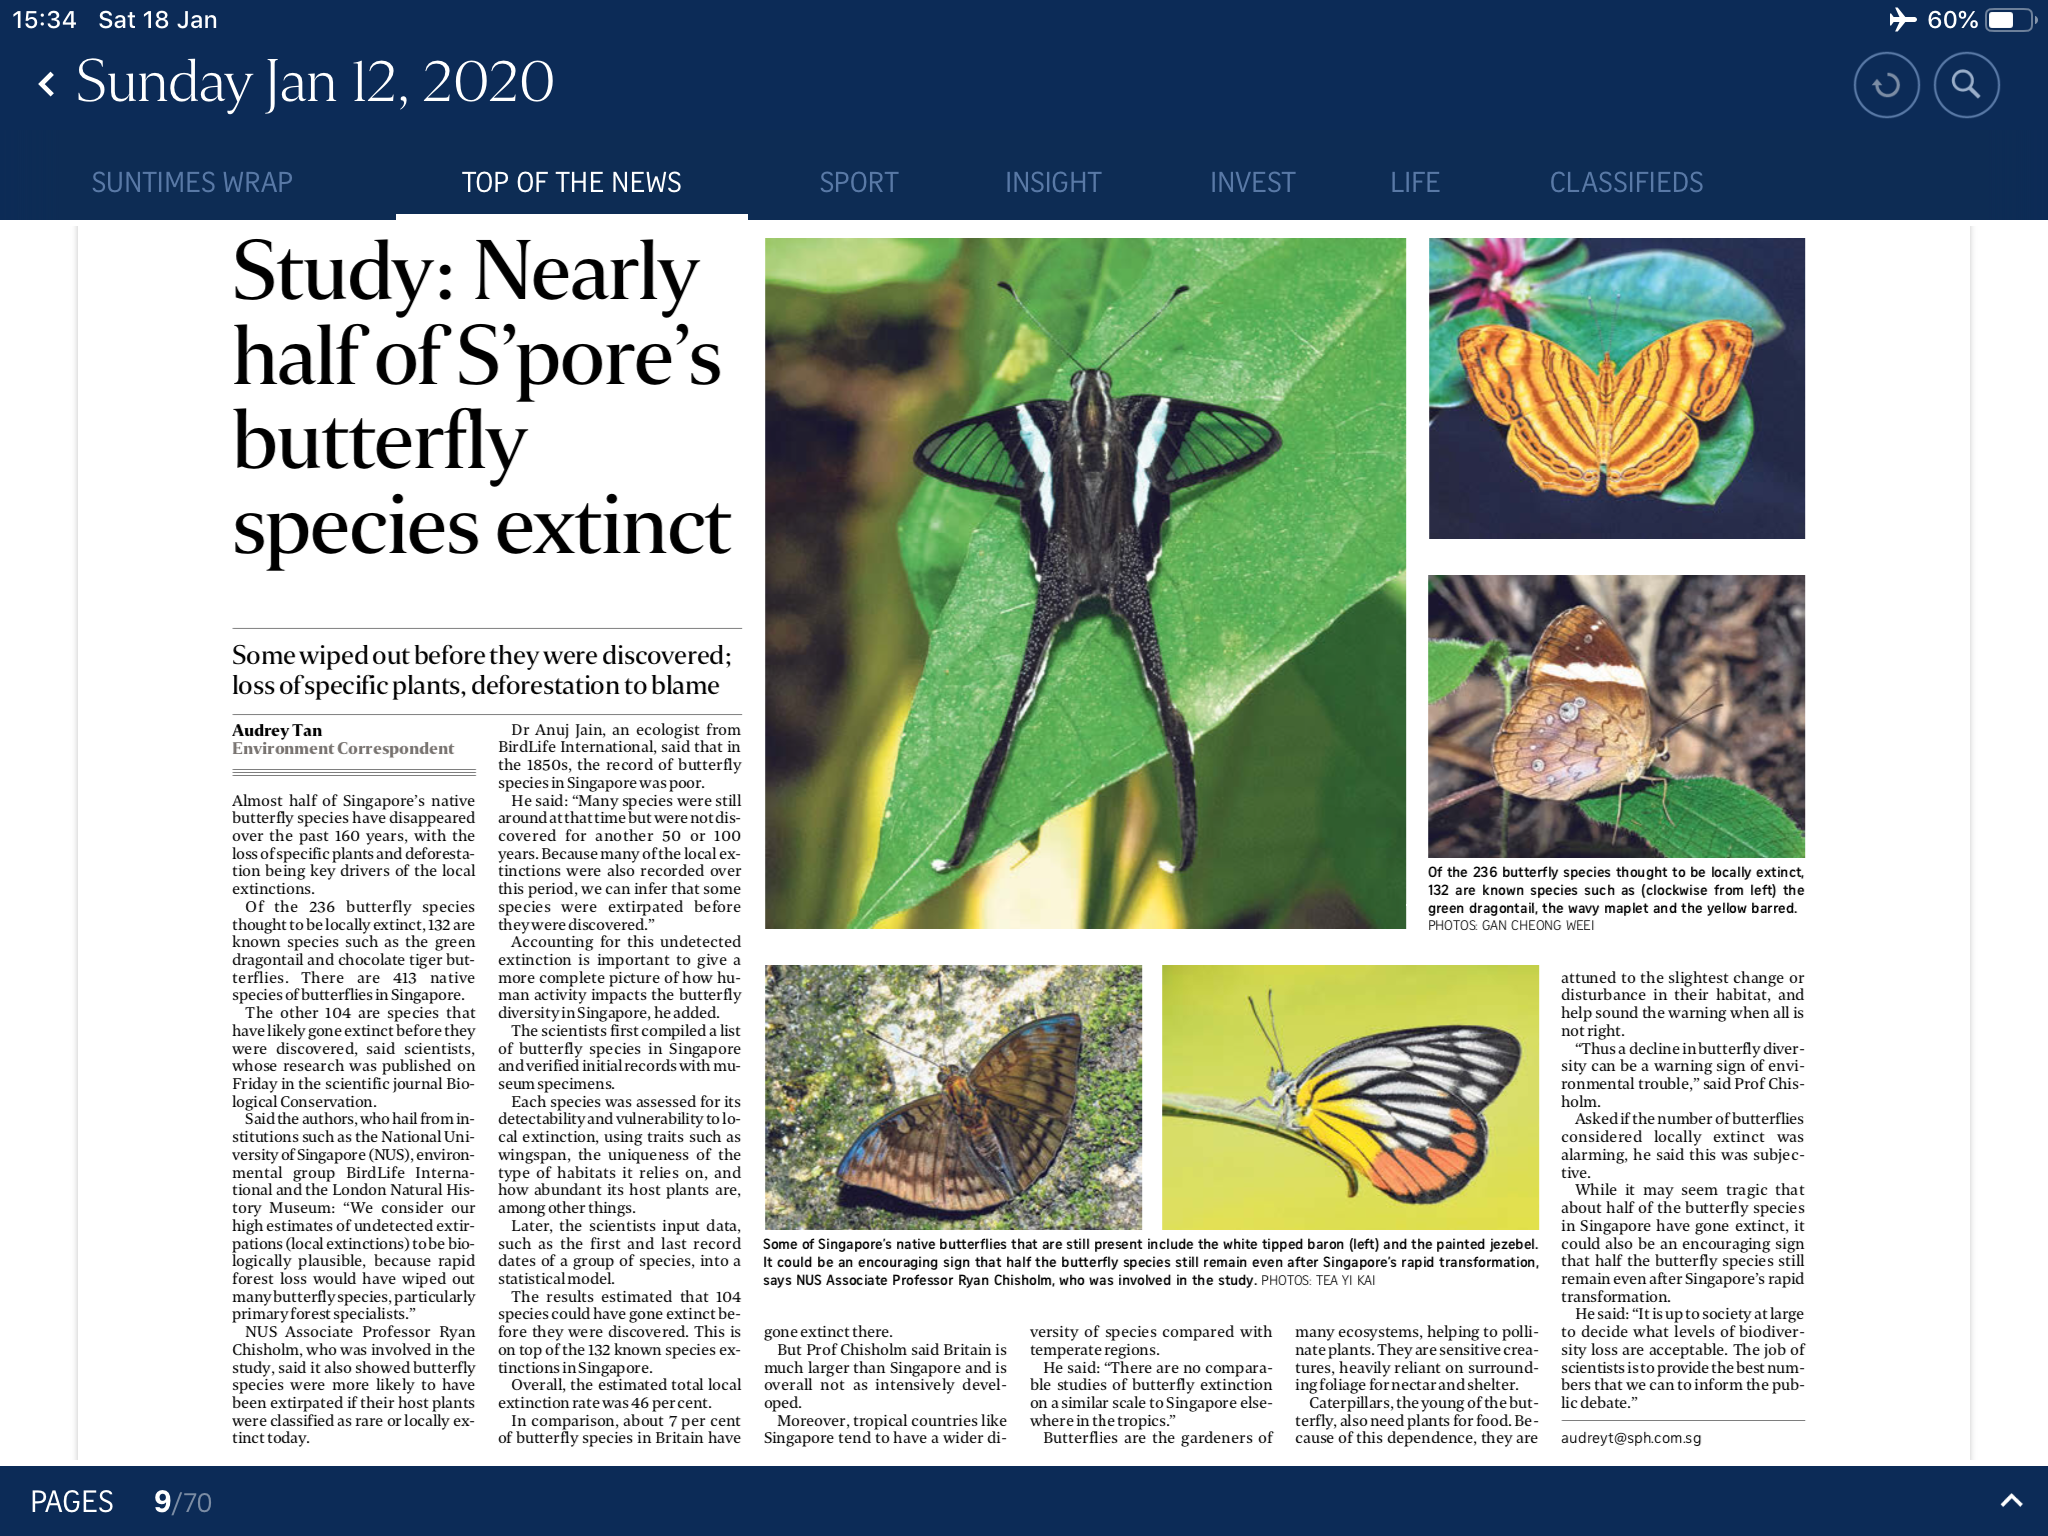 15:34 Sat 18 Jan
60%
Sunday Jan 12, 2020
SUNTIMES WRAP
TOP OF THE NEWS
SPORT
INSIGHT
INVEST
LIFE
CLASSIFIEDS
Study: Nearly
half of S’pore’s
butterfly
species extinct
Some wiped out before they were discovered;
loss of specific plants, deforestation to blame
Audrey Tan
Environment Correspondent
Almost half of Singapore’s native
butterfly species have disappeared
over the past 160 years, with the
loss of specific plants and deforesta-
tion being key drivers of the local
extinctions.
Of the 236 butterfly species
thought to be locally extinct, 132 are
known species such as the green
dragontail and chocolate tiger but-
terflies. There are 413 native
species of butterflies in Singapore.
The other 104 are species that
have likely gone extinct before they
were discovered, said scientists,
whose research was published on
Friday in the scientific journal Bio-
logical Conservation.
Said the authors, who hail from in-
stitutions such as the National Uni-
versity of Singapore (NUS), environ-
mental group BirdLife Interna-
tional and the London Natural His-
tory Museum: “We consider our
high estimates of undetected extir-
pations (local extinctions) to be bio-
logically plausible, because rapid
forest loss would have wiped out
many butterfly species, particularly
primary forest specialists.”
NUS Associate Professor Ryan
Chisholm, who was involved in the
study, said it also showed butterfly
species were more likely to have
been extirpated if their host plants
were classified as rare or locally ex-
tinct today.
Dr Anuj Jain, an ecologist from
BirdLife International, said that in
the 1850s, the record of butterfly
species in Singapore was poor.
He said: “Many species were still
around at that time but were not dis-
covered for another 50 or 100
years. Because many of the local ex-
tinctions were also recorded over
this period, we can infer that some
species were extirpated before
they were discovered.”
Accounting for this undetected
extinction is important to give a
more complete picture of how hu-
man activity impacts the butterfly
diversity in Singapore, he added.
The scientists first compiled a list
of butterfly species in Singapore
and verified initial records with mu-
seum specimens.
Each species was assessed for its
detectability and vulnerability to lo-
cal extinction, using traits such as
wingspan, the uniqueness of the
type of habitats it relies on, and
how abundant its host plants are,
among other things.
Later, the scientists input data,
such as the first and last record
dates of a group of species, into a
statistical model.
The results estimated that 104
species could have gone extinct be-
fore they were discovered. This is
on top of the 132 known species ex-
tinctions in Singapore.
Overall, the estimated total local
extinction rate was 46 per cent.
In comparison, about 7 per cent
of butterfly species in Britain have
Of the 236 butterfly species thought to be locally extinct,
132 are known species such as (clockwise from left) the
green dragontail, the wavy maplet and the yellow barred.
PHOTOS: GAN CHEONG WEEI
Some of Singapore’s native butterflies that are still present include the white tipped baron (left) and the painted jezebel.
It could be an encouraging sign that half the butterfly species still remain even after Singapore’s rapid transformation,
says NUS Associate Professor Ryan Chisholm, who was involved in the study. PHOTOS: TEA YI KAI
gone extinct there.
But Prof Chisholm said Britain is
much larger than Singapore and is
overall not as intensively devel-
oped.
Moreover, tropical countries like
Singapore tend to have a wider di-
versity of species compared with
temperate regions.
He said: “There are no compara-
ble studies of butterfly extinction
on a similar scale to Singapore else-
where in the tropics.”
Butterflies are the gardeners of
many ecosystems, helping to polli-
nate plants. They are sensitive crea-
tures, heavily reliant on surround-
ing foliage for nectar and shelter.
Caterpillars, the young of the but-
terfly, also need plants for food. Be-
cause of this dependence, they are
attuned to the slightest change or
disturbance in their habitat, and
help sound the warning when all is
not right.
“Thus a decline in butterfly diver-
sity can be a warning sign of envi-
ronmental trouble,” said Prof Chis-
holm.
Asked if the number of butterflies
considered locally extinct was
alarming, he said this was subjec-
tive.
While it may seem tragic that
about half of the butterfly species
in Singapore have gone extinct, it
could also be an encouraging sign
that half the butterfly species still
remain even after Singapore’s rapid
transformation.
He said: “It is up to society at large
to decide what levels of biodiver-
sity loss are acceptable. The job of
scientists is to provide the best num-
bers that we can to inform the pub-
lic debate.”
audreyt@sph.com.sg
PAGES 9/70